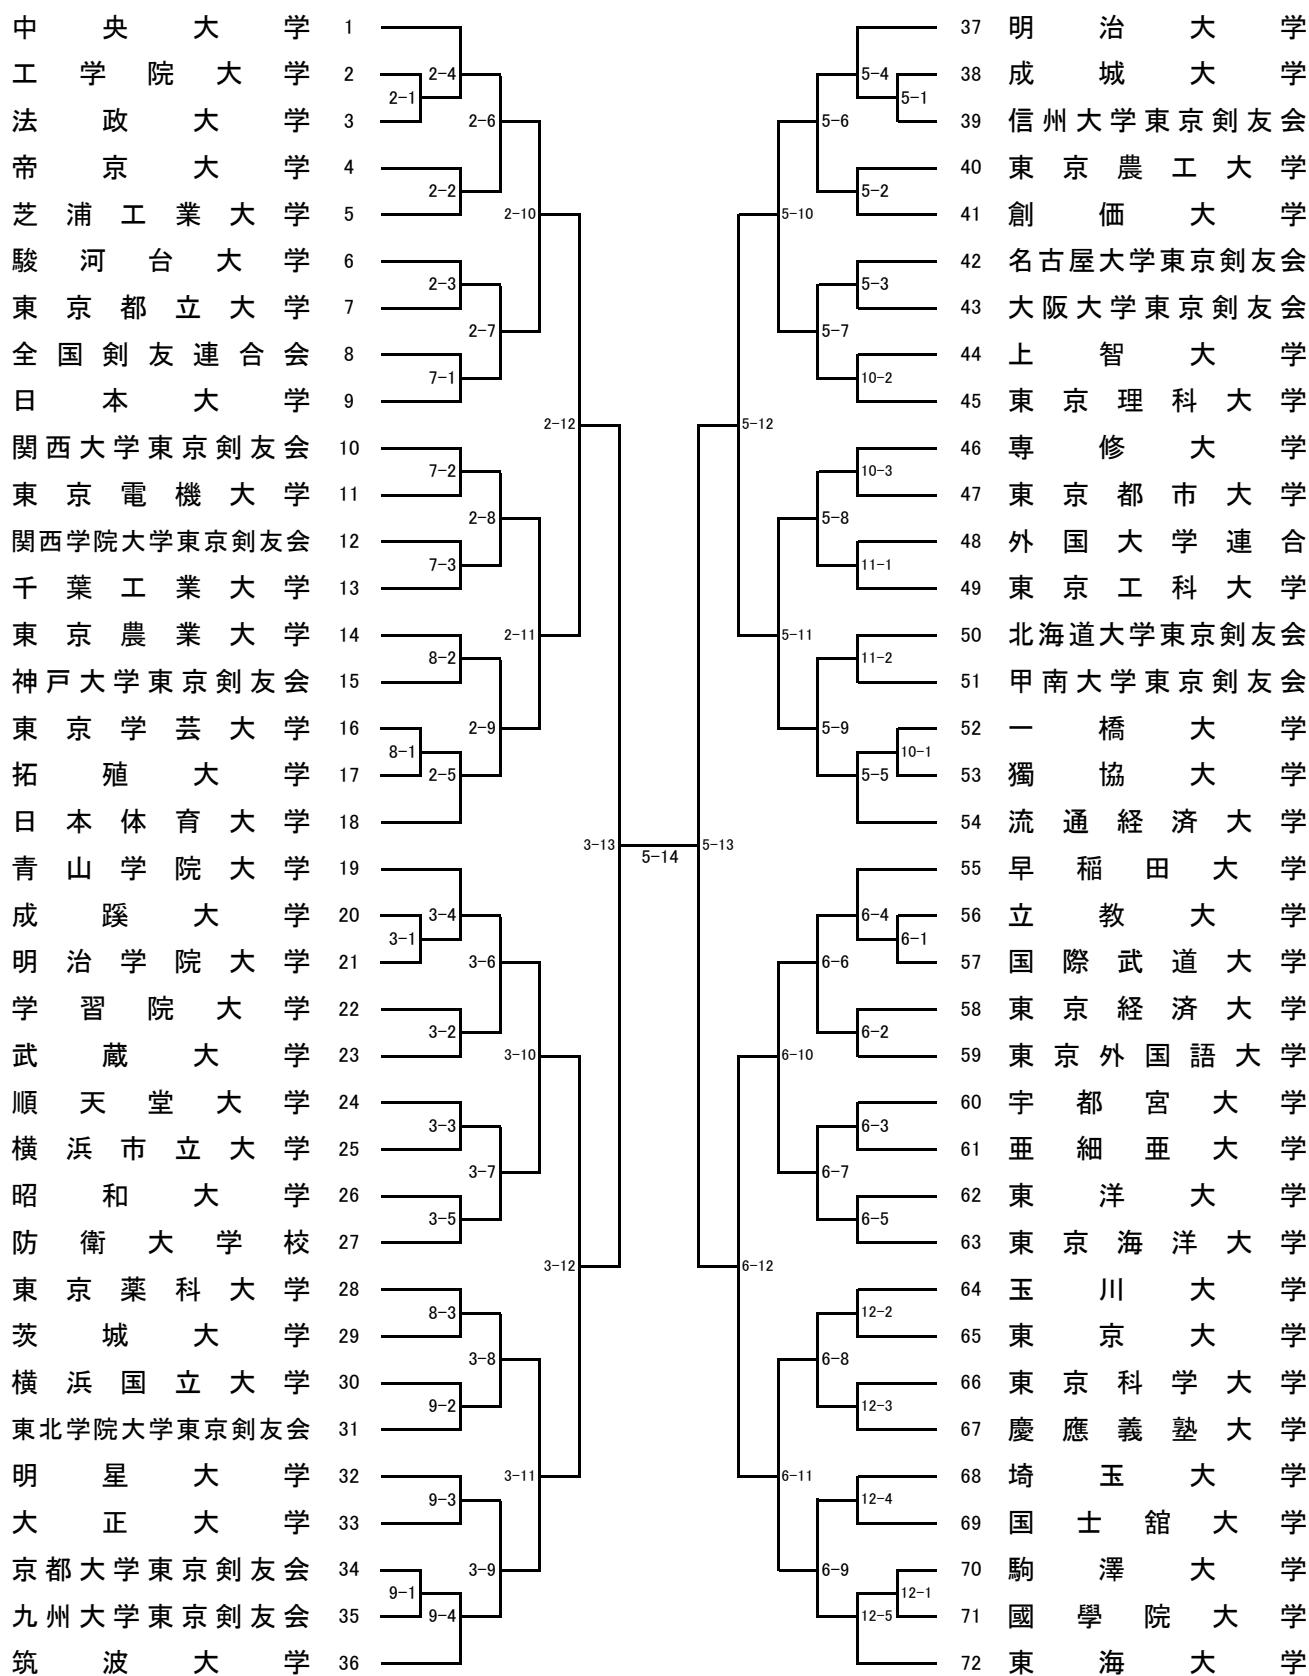 中央大学 1
2-4
工学院大学 2
2-1
法政大学 3
2-6
帝京大学 4
2-2
芝浦工業大学 5
2-10
駿河台大学 6
2-3
東京都立大学 7
2-7
全国剣友連合会 8
7-1
日本大学 9
2-12
関西大学東京剣友会 10
7-2
東京電機大学 11
2-8
関西学院大学東京剣友会 12
7-3
千葉工業大学 13
東京農業大学 14
2-11
8-2
神戸大学東京剣友会 15
東京学芸大学 16
2-9
8-1
拓殖大学 17
2-5
日本体育大学 18
3-13
5-14
5-13
青山学院大学 19
成蹊大学 20
3-4
3-1
明治学院大学 21
3-6
学習院大学 22
3-2
武蔵大学 23
3-10
順天堂大学 24
3-3
横浜市立大学 25
3-7
昭和大学 26
3-5
防衛大学校 27
3-12
東京薬科大学 28
8-3
茨城大学 29
3-8
横浜国立大学 30
9-2
東北学院大学東京剣友会 31
明星大学 32
3-11
9-3
大正大学 33
京都大学東京剣友会 34
3-9
9-1
九州大学東京剣友会 35
9-4
筑波大学 36
37 明治大学
5-4
38 成城大学
5-1
39 信州大学東京剣友会
5-6
40 東京農工大学
5-2
41 創価大学
5-10
42 名古屋大学東京剣友会
5-3
43 大阪大学東京剣友会
5-7
44 上智大学
10-2
45 東京理科大学
5-12
46 専修大学
10-3
47 東京都市大学
5-8
48 外国大学連合
11-1
49 東京工科大学
50 北海道大学東京剣友会
5-11
11-2
51 甲南大学東京剣友会
52 一橋大学
5-9
10-1
53 獨協大学
5-5
54 流通経済大学
55 早稲田大学
6-4
56 立教大学
6-1
57 国際武道大学
6-6
58 東京経済大学
6-2
59 東京外国語大学
6-10
60 宇都宮大学
6-3
61 亜細亜大学
6-7
62 東洋大学
6-5
63 東京海洋大学
6-12
64 玉川大学
12-2
65 東京大学
6-8
66 東京科学大学
12-3
67 慶應義塾大学
68 埼玉大学
6-11
12-4
69 国士舘大学
6-9
70 駒澤大学
12-1
71 國學院大学
12-5
72 東海大学